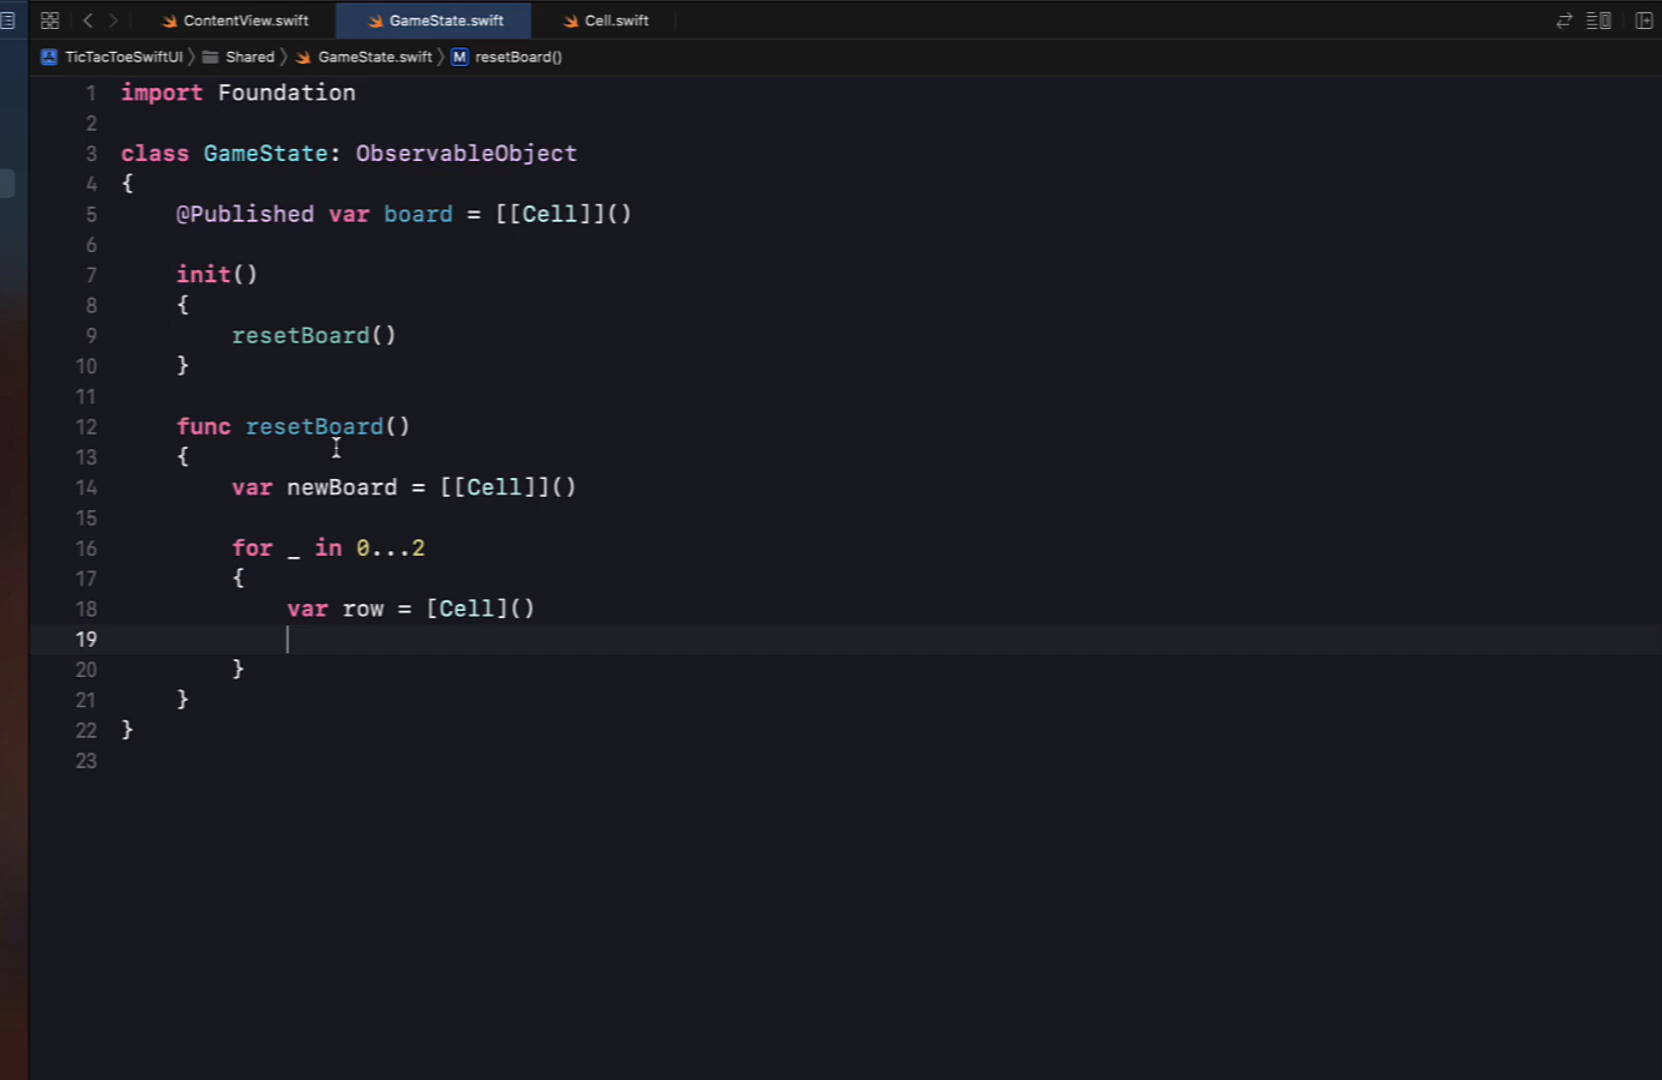 ContentView.swift GameState.swift Cell.swift
TicTacToeSwiftUI Shared GameState.swift M resetBoard()
1 import Foundation
2
3 class GameState: ObservableObject
4 {
5 @Published var board = [[Cell]]()
6
7 init()
8 {
9 resetBoard()
10 }
11
12 func resetBoard()
13 {
14 var newBoard = [[Cell]]()
15
16 for _ in 0...2
17 {
18 var row = [Cell]()
19
20 }
21 }
22 }
23